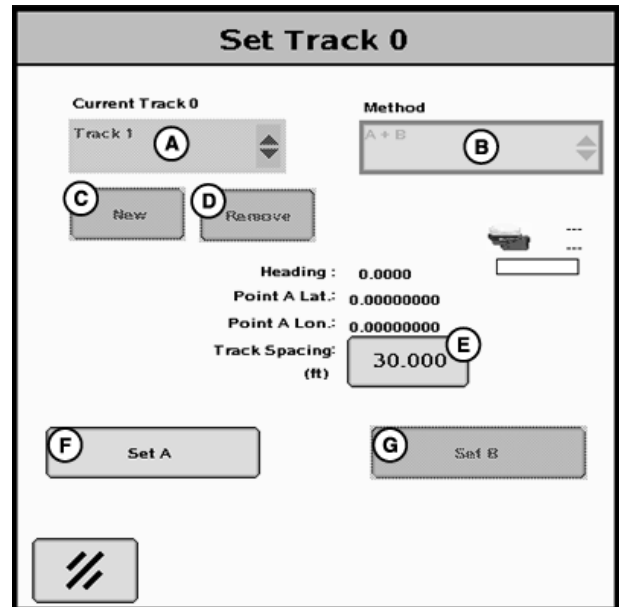 Set Track 0
Current Track 0
Method
Track 1
A
A + B
B
C
New
D
Remove
---
---
Heading : 0.0000
Point A Lat.: 0.00000000
Point A Lon.: 0.00000000
Track Spacing: (ft)
30.000
E
F
Set A
G
Set B